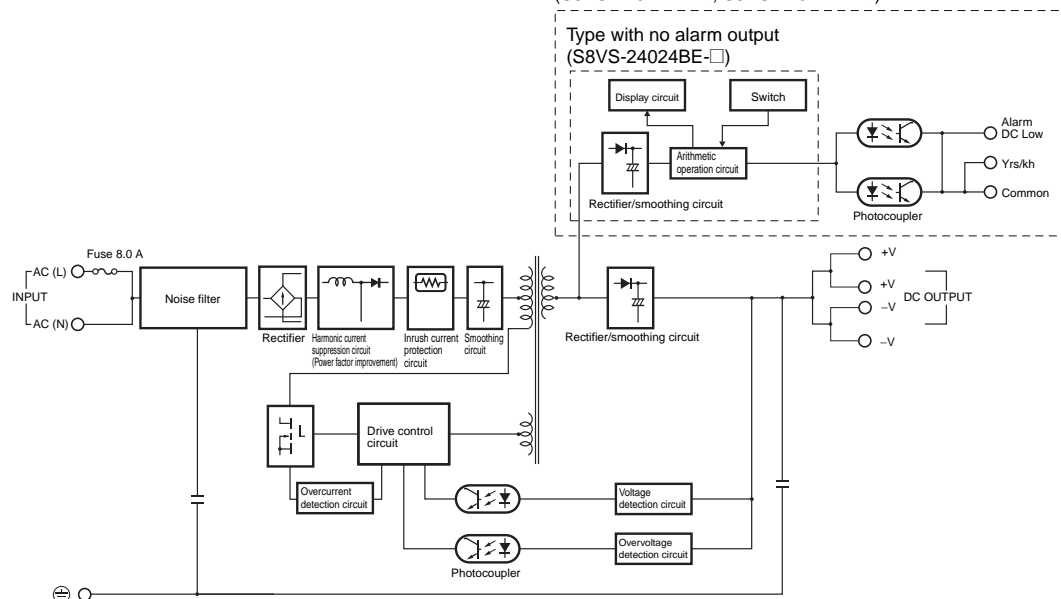 Type with no alarm output
(S8VS-24024BE-□)
Display circuit
Switch
Arithmetic
operation circuit
Rectifier/smoothing circuit
Photocoupler
Alarm
DC Low
Yrs/kh
Common
Fuse 8.0 A
AC (L)
INPUT
AC (N)
Noise filter
Rectifier
Harmonic current
suppression circuit
(Power factor improvement)
Inrush current
protection
circuit
Smoothing
circuit
Rectifier/smoothing circuit
+V
+V
DC OUTPUT
–V
–V
Drive control
circuit
Overcurrent
detection circuit
Voltage
detection circuit
Overvoltage
detection circuit
Photocoupler